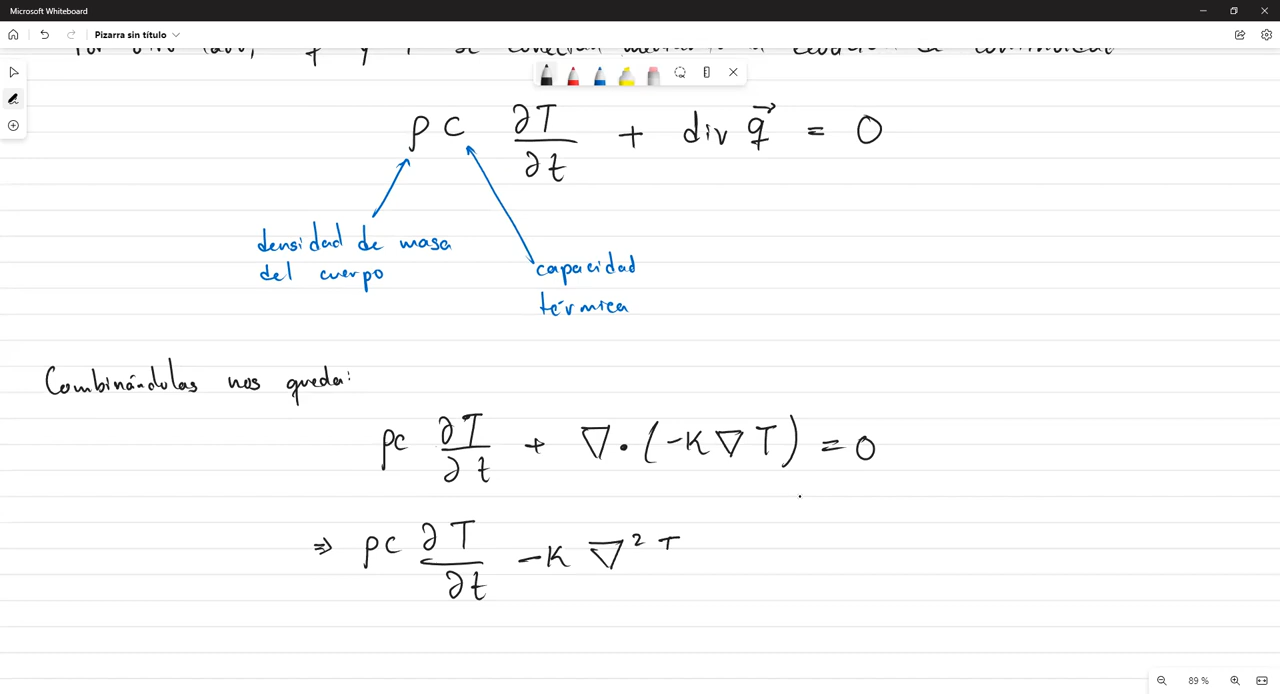 Microsoft Whiteboard
Pizarra sin título
ρ c ∂T/∂t + div q⃗ = 0
densidad de masa
del cuerpo
capacidad
térmica
Combinándolas nos queda:
ρc ∂T/∂t + ∇·(-K∇T) = 0
⇒ ρc ∂T/∂t - K ∇² T
89 %